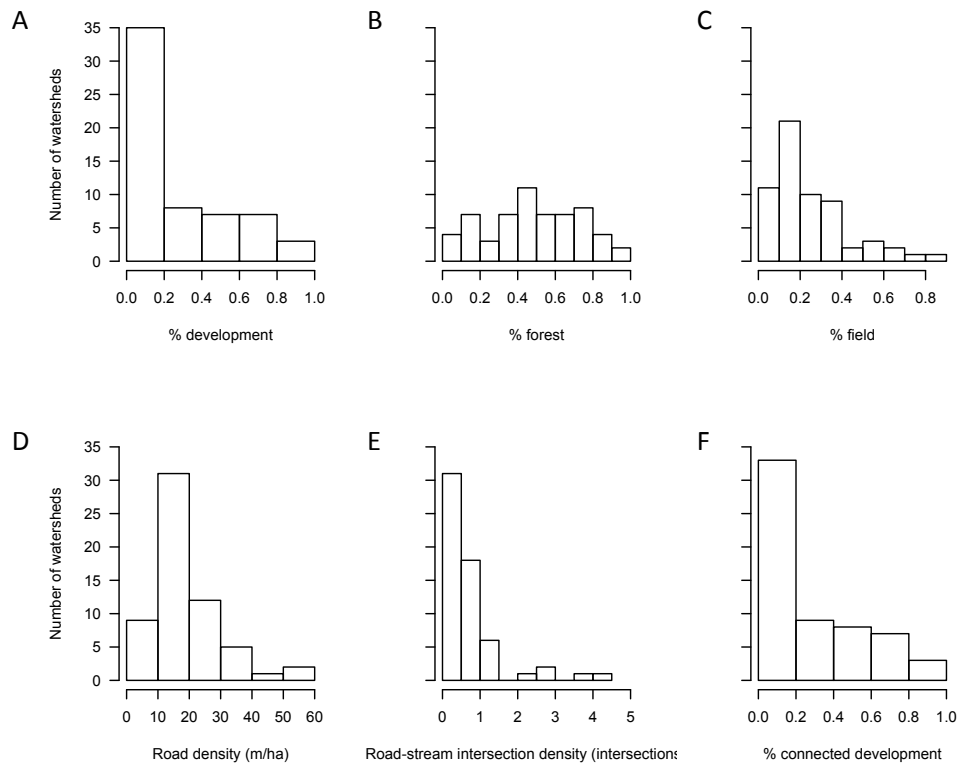 A B C
Number of watersheds
35
30
25
20
15
10
5
0
0.0 0.2 0.4 0.6 0.8 1.0
% development
0.0 0.2 0.4 0.6 0.8 1.0
% forest
0.0 0.2 0.4 0.6 0.8
% field
D E F
Number of watersheds
35
30
25
20
15
10
5
0
0 10 20 30 40 50 60
Road density (m/ha)
0 1 2 3 4 5
Road-stream intersection density (intersections
0.0 0.2 0.4 0.6 0.8 1.0
% connected development